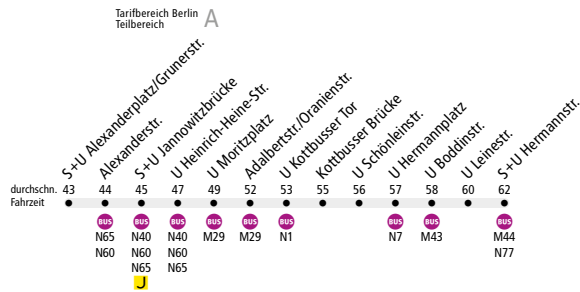 Tarifbereich Berlin
Teilbereich
A
S+U Alexanderplatz/Grunerstr.
Alexanderstr.
S+U Jannowitzbrücke
U Heinrich-Heine-Str.
U Moritzplatz
Adalbertstr./Oranienstr.
U Kottbusser Tor
Kottbusser Brücke
U Schönleinstr.
U Hermannplatz
U Boddinstr.
U Leinestr.
S+U Hermannstr.
durchschn. 43 44 45 47 49 52 53 55 56 57 58 60 62
Fahrzeit
BUS BUS BUS BUS BUS BUS BUS BUS BUS
N65 N40 N40 M29 M29 N1 N7 M43 M44
N60 N60 N60 N77
N65 N65
J